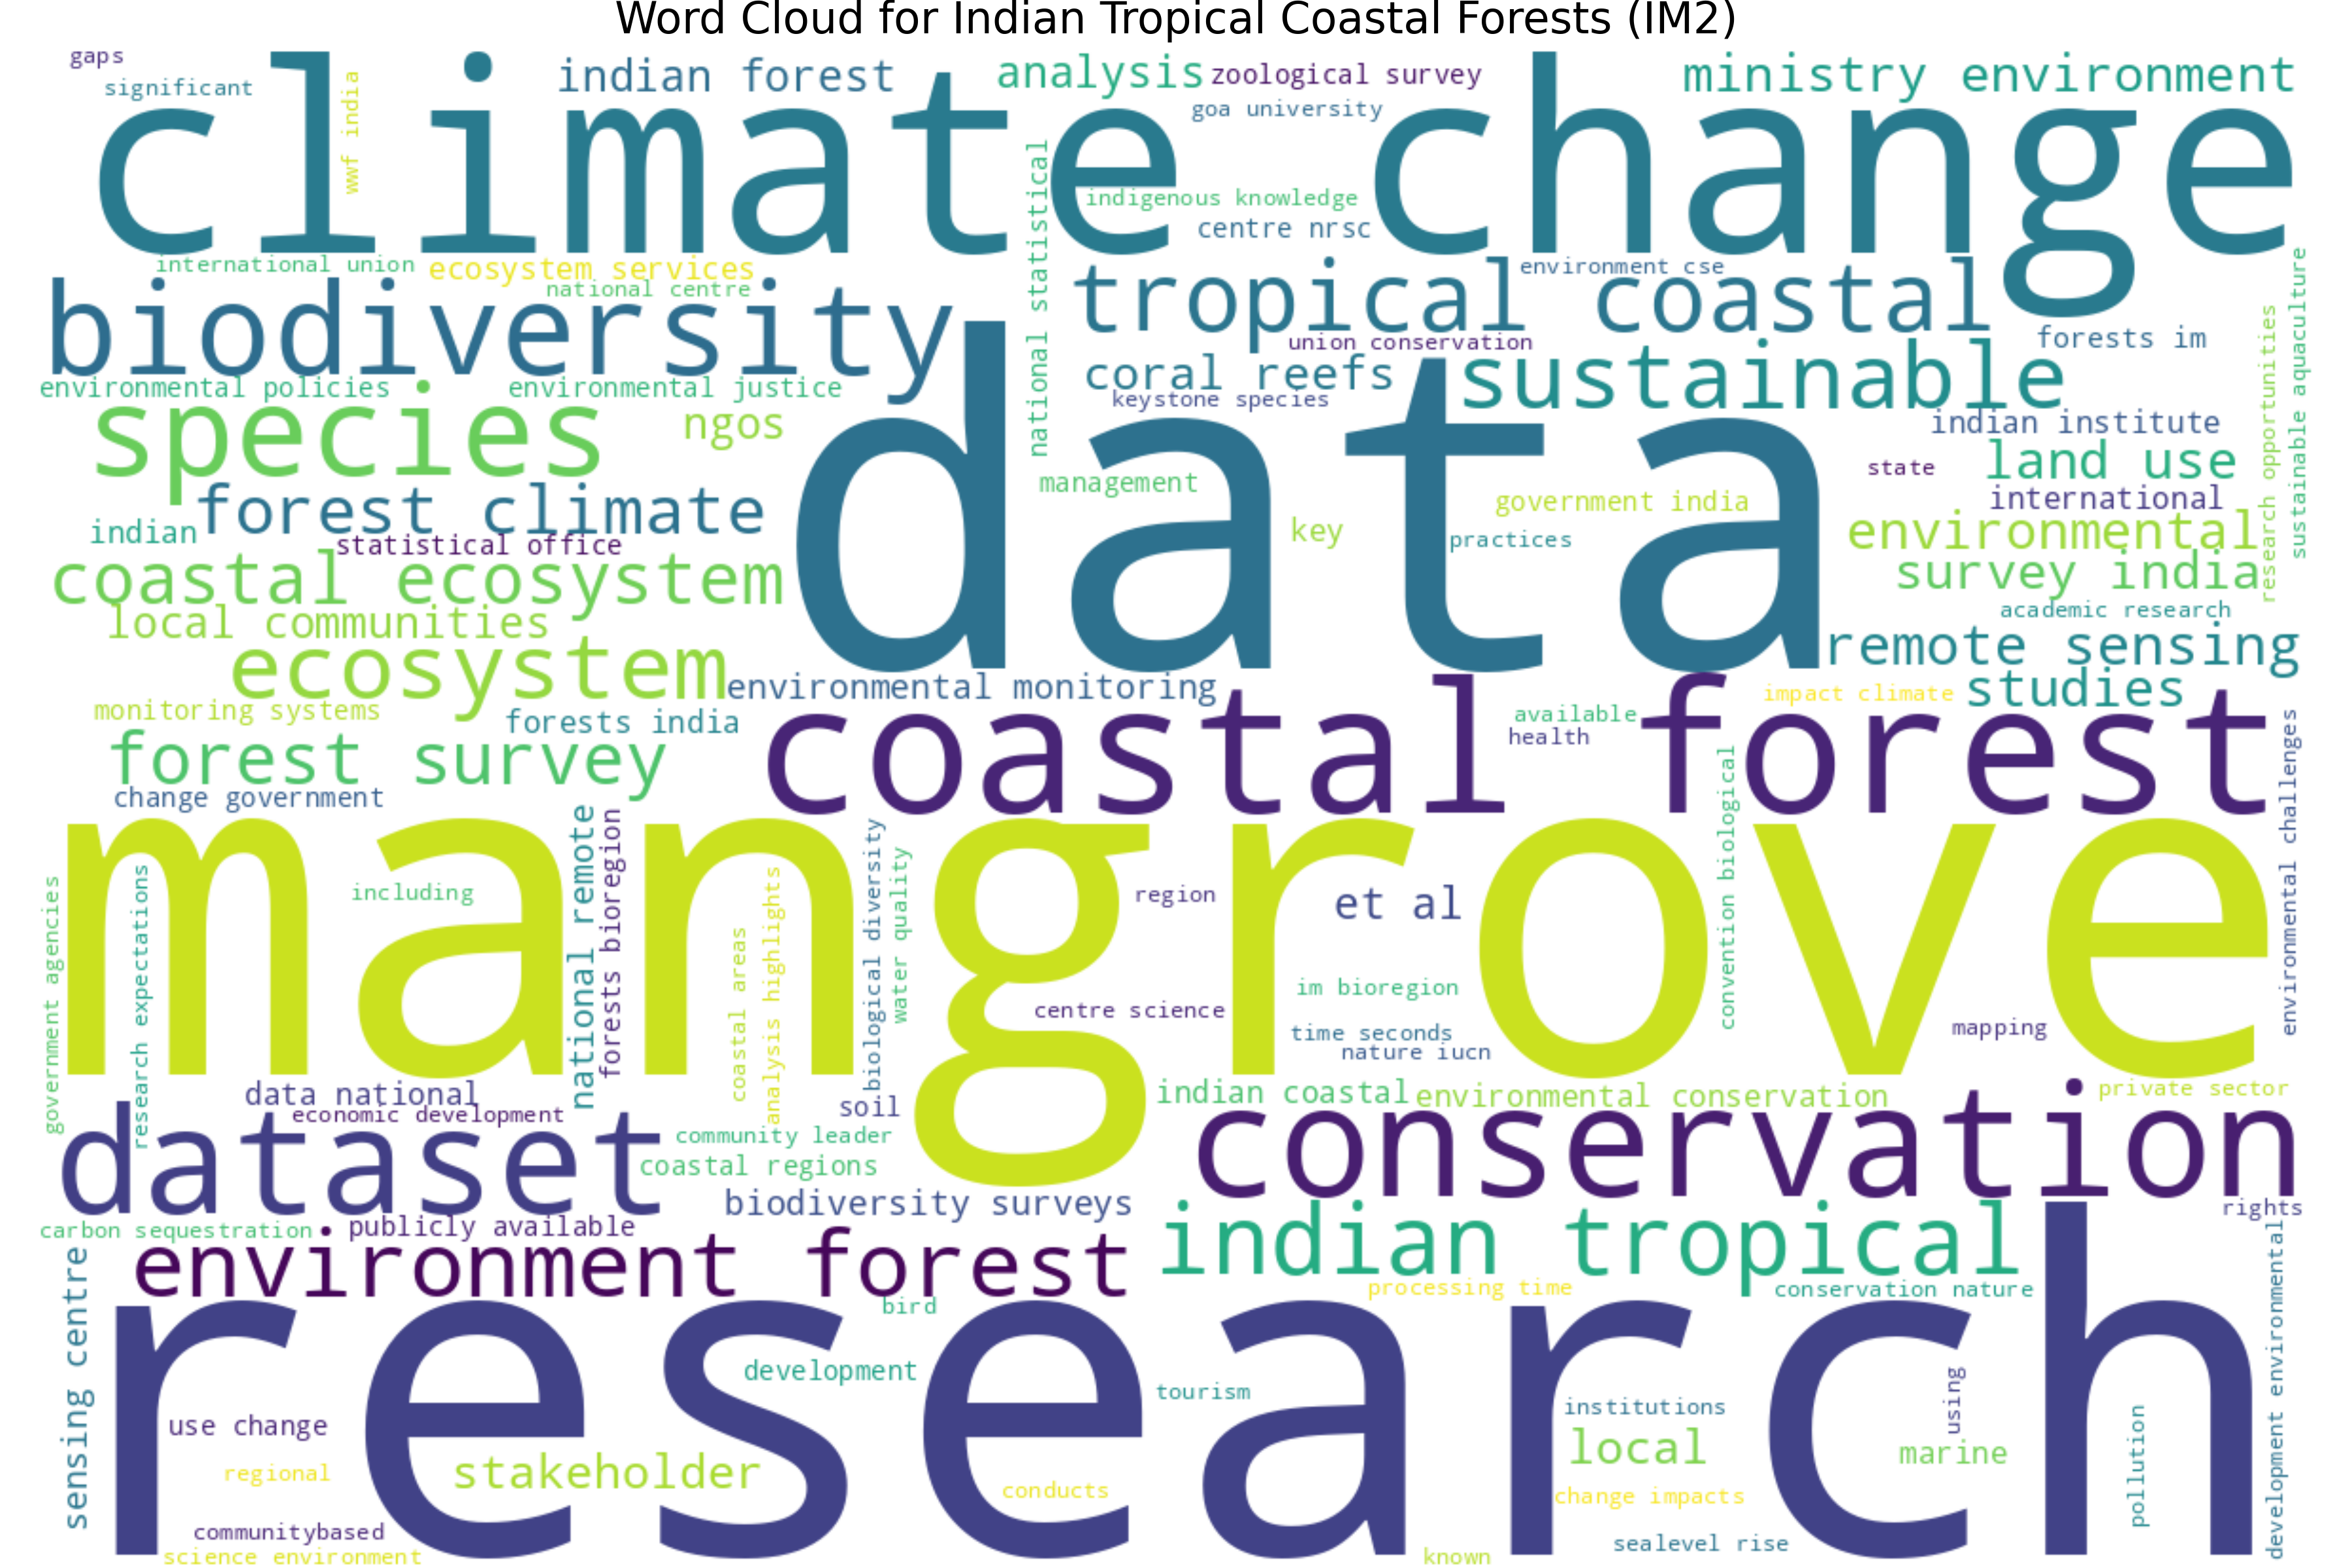 Word Cloud for Indian Tropical Coastal Forests (IM2)
gaps
significant
wwf india
indian forest
analysis
zoological survey
goa university
ministry environment
climate change
indigenous knowledge
centre nrsc
national statistical
international union
ecosystem services
national centre
biodiversity
tropical coastal
environment cse
forests im
union conservation
sustainable aquaculture
research opportunities
environmental policies
environmental justice
coral reefs
keystone species
sustainable
species
ngos
data
indian institute
state
land use
international
management
government india
key
practices
forest climate
indian
statistical office
environmental
survey india
coastal ecosystem
local communities
academic research
remote sensing
ecosystem
environmental monitoring
impact climate
studies
monitoring systems
forests india
coastal forest
available
health
forest survey
change government
mangrove
national remote
forests bioregion
biological diversity
water quality
convention biological
environmental challenges
government agencies
research expectations
including
coastal areas
analysis highlights
region
et al
im bioregion
centre science
time seconds
nature iucn
mapping
data national
economic development
soil
indian coastal
environmental conservation
private sector
dataset
community leader
coastal regions
conservation
biodiversity surveys
rights
carbon sequestration
publicly available
indian tropical
environment forest
processing time
conservation nature
sensing centre
bird
research
development
tourism
institutions
using
development environmental
use change
local
marine
pollution
regional
stakeholder
conducts
change impacts
communitybased
sealevel rise
science environment
known